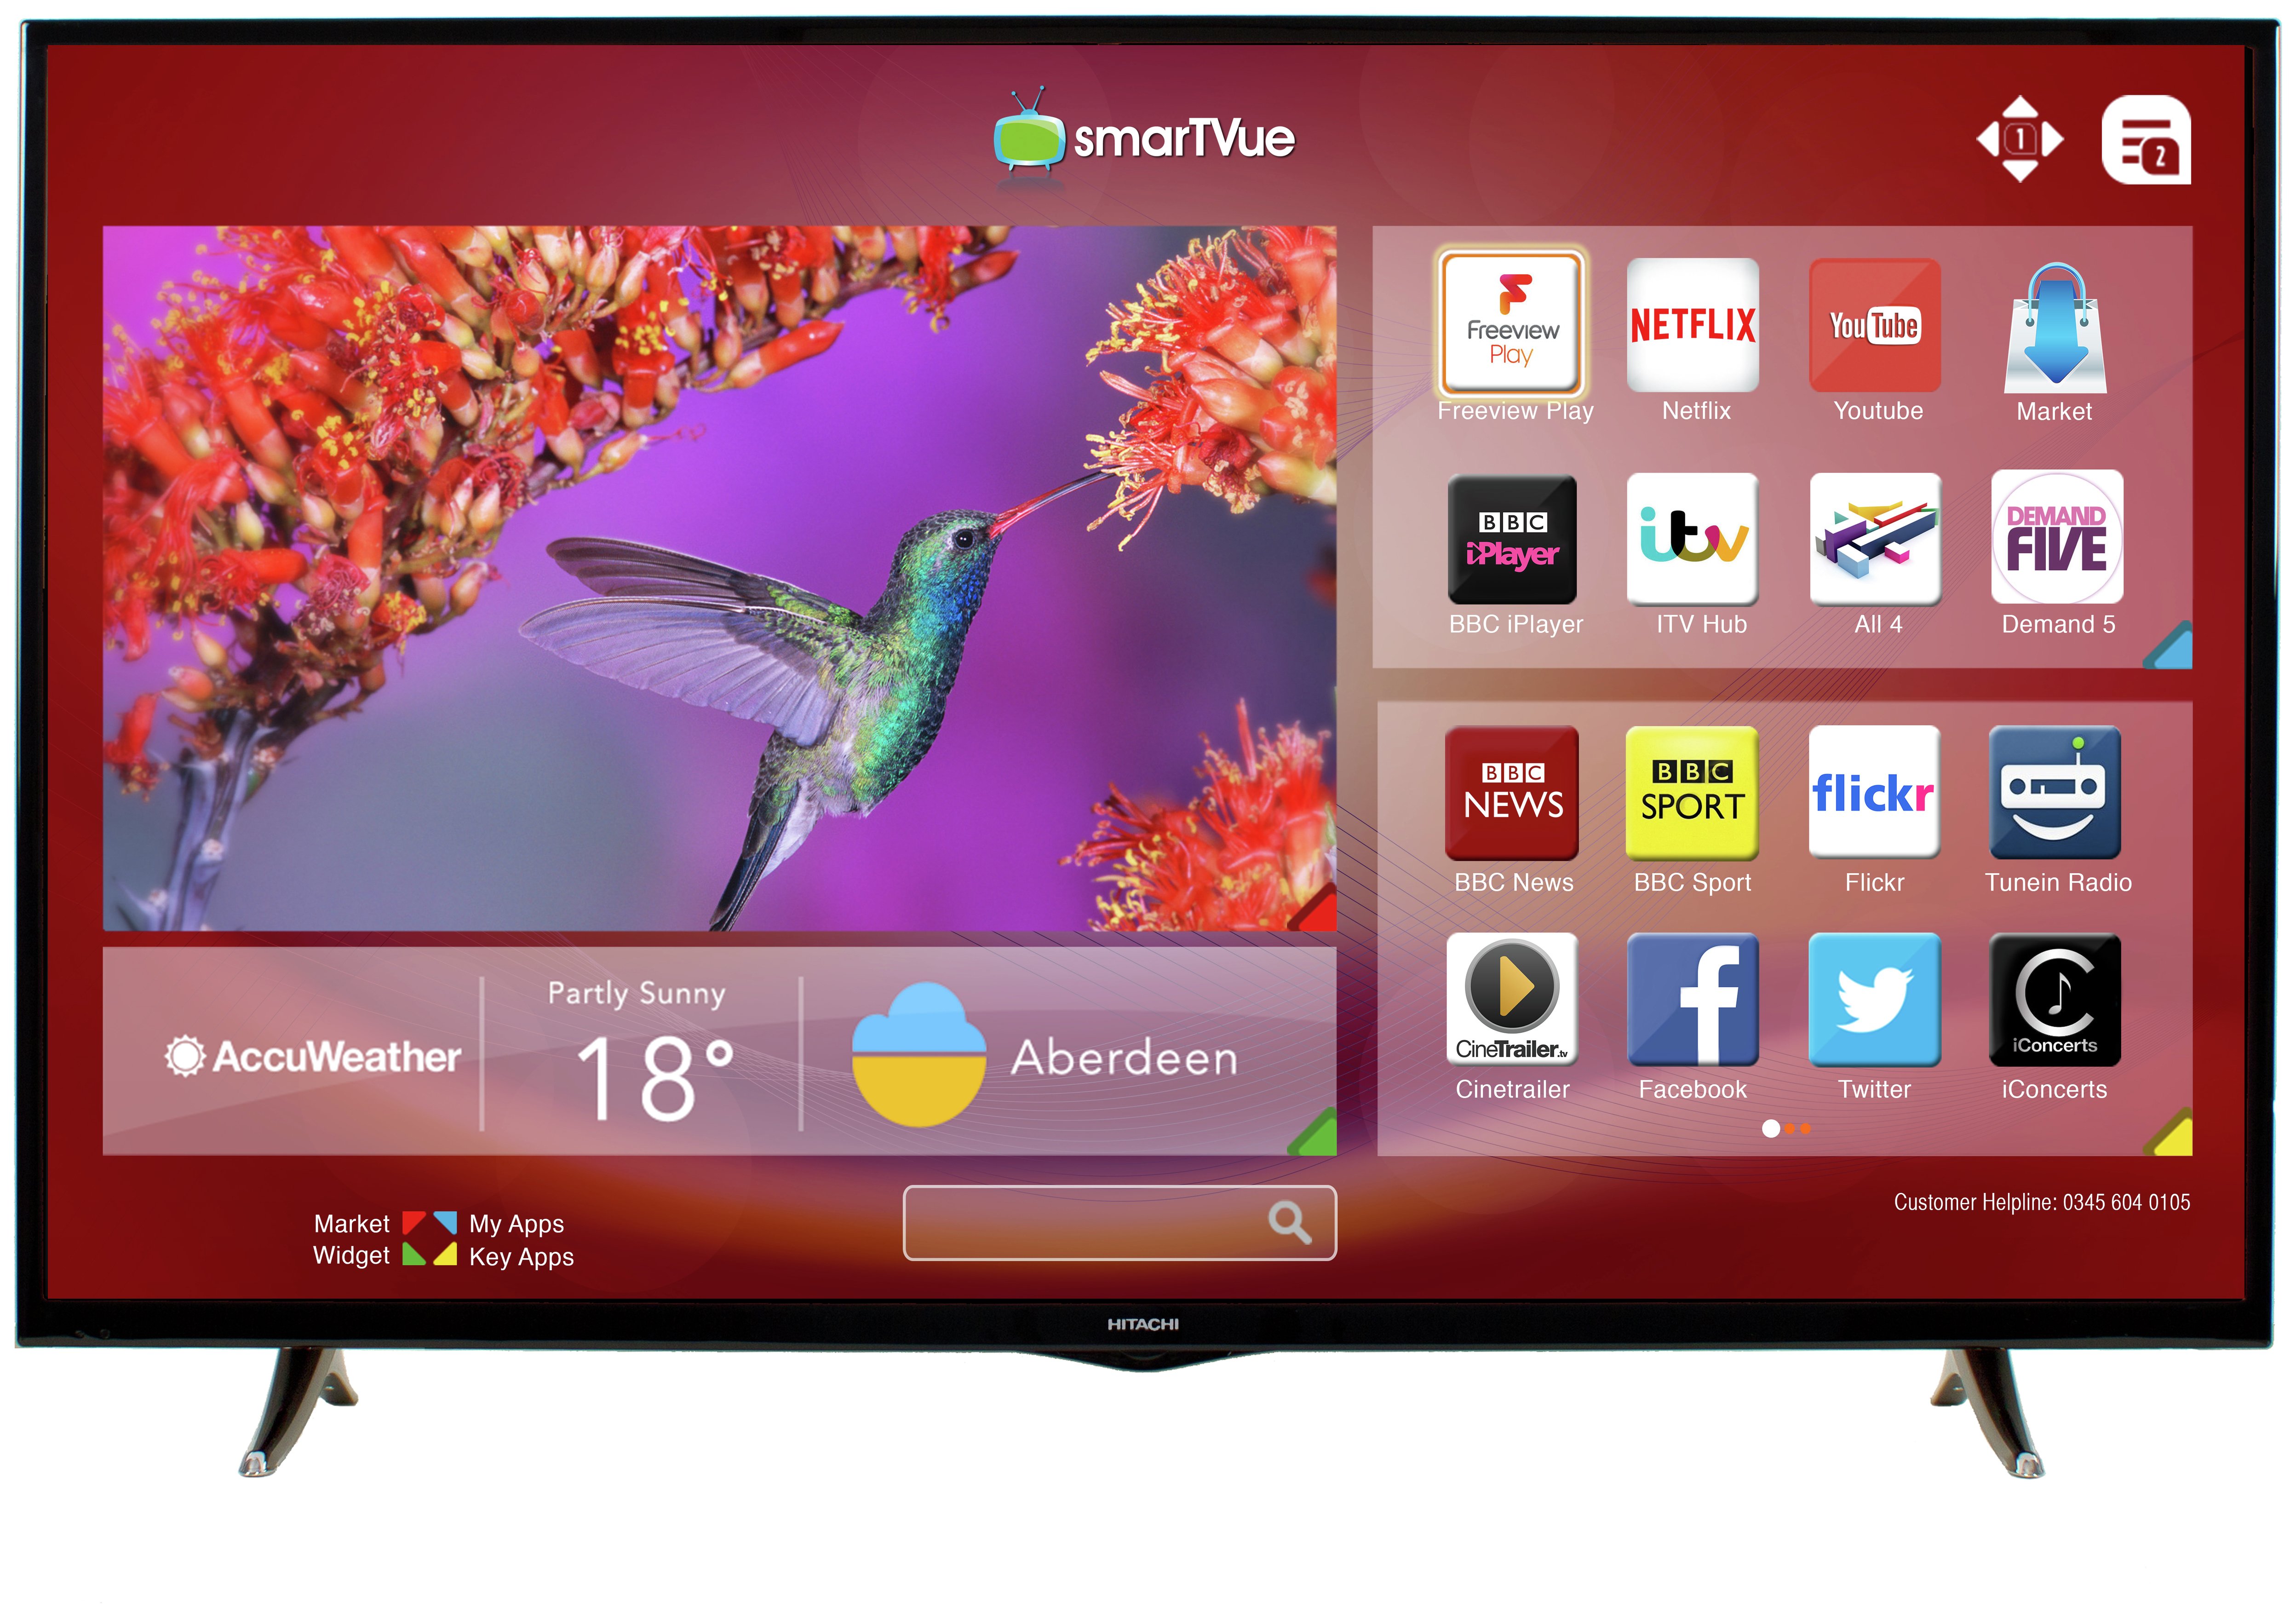 smarTVue
1
2
Freeview
Play
NETFLIX
YouTube
Freeview Play
Netflix
Youtube
Market
BBC
iPlayer
itv
DEMAND
FIVE
BBC iPlayer
ITV Hub
All 4
Demand 5
BBC
NEWS
BBC
SPORT
flickr
BBC News
BBC Sport
Flickr
Tunein Radio
CineTrailer.tv
f
iConcerts
Cinetrailer
Facebook
Twitter
iConcerts
AccuWeather
Partly Sunny
18°
Aberdeen
Market
My Apps
Widget
Key Apps
Customer Helpline: 0345 604 0105
HITACHI